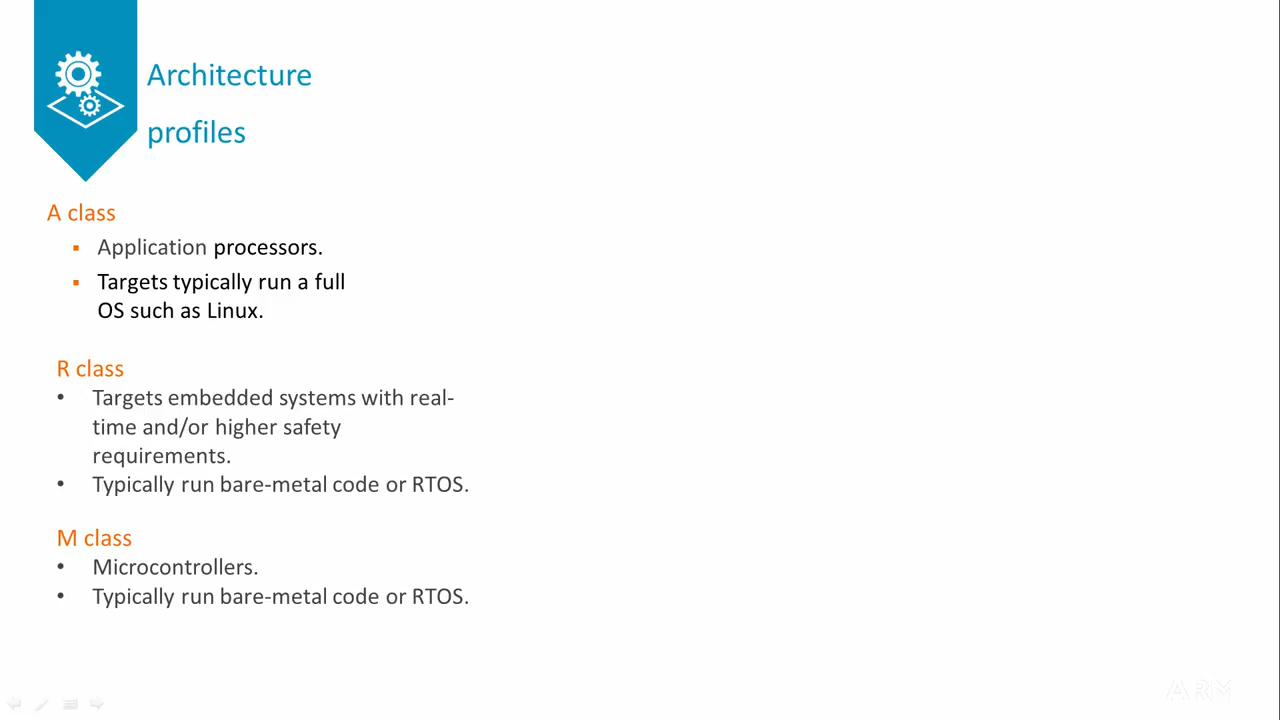 Architecture
profiles
A class
Application processors.
Targets typically run a full
OS such as Linux.
R class
Targets embedded systems with real-
time and/or higher safety
requirements.
Typically run bare-metal code or RTOS.
M class
Microcontrollers.
Typically run bare-metal code or RTOS.
ARM